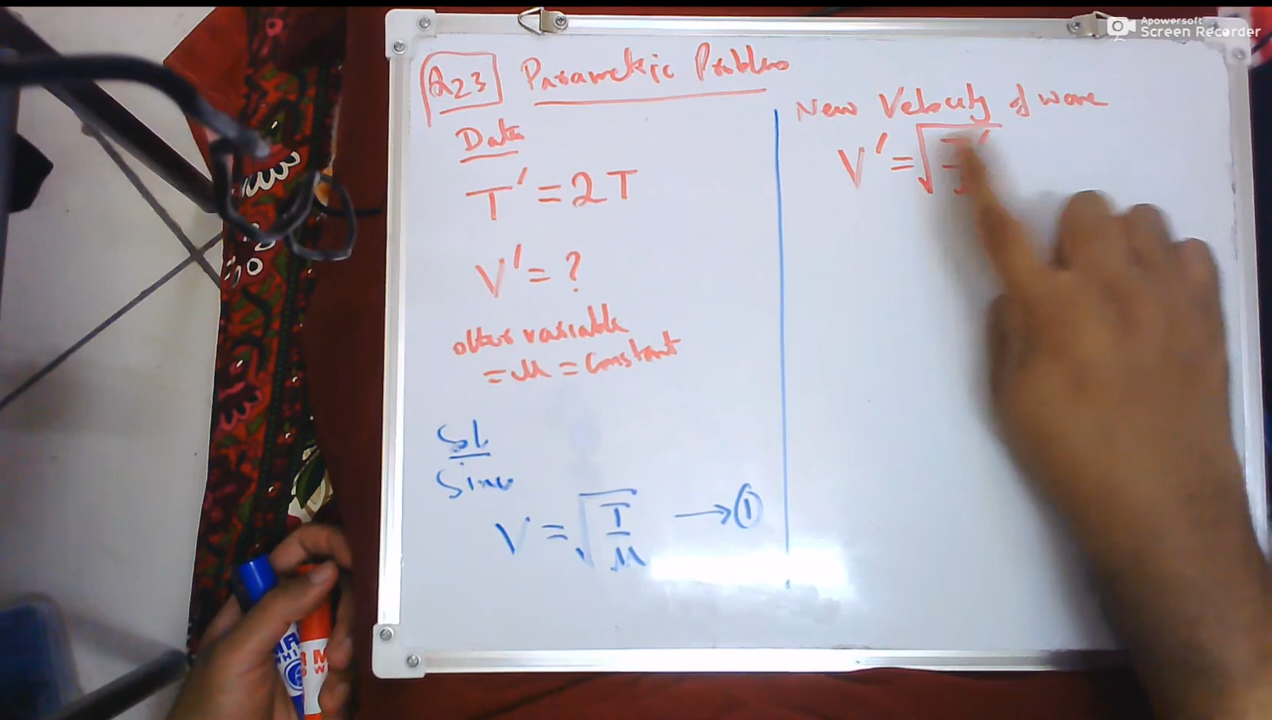 Q23 Parametric Problem
Data
T' = 2T
V' = ?
other variable
= μ = constant
Sol
Since
V = √(T/μ) → ①
New Velocity of wave
V' = √
Apowersoft
Screen Recorder